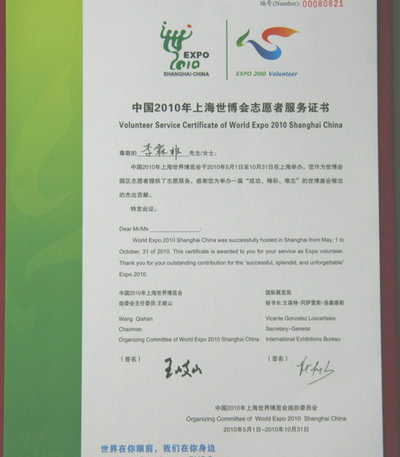 编号(Number): 00080821
EXPO
2010
SHANGHAI CHINA
EXPO 2010 Volunteer
中国2010年上海世博会志愿者服务证书
Volunteer Service Certificate of World Expo 2010 Shanghai China
尊敬的 李霖雅 先生/女士:
中国2010年上海世界博览会于2010年5月1日至10月31日在上海举办。您作为世博会
园区志愿者提供了志愿服务。感谢您为举办一届“成功、精彩、难忘”的世博盛会做出
的杰出贡献。
特发此证。
Dear Mr/Ms :
World Expo 2010 Shanghai China was successfully hosted in Shanghai from May, 1 to
October, 31 of 2010. This certificate is awarded to you for your service as Expo volunteer.
Thank you for your outstanding contribution for the “successful, splendid, and unforgettable”
Expo 2010.
中国2010年上海世界博览会 国际展览局
组委会主任委员:王岐山 秘书长:文森特·冈萨雷斯·洛塞泰斯
Wang Qishan Vicente Gonzalez Loscertales
Chairman Secretary-General
Organizing Committee of World Expo 2010 Shanghai China International Exhibitions Bureau
(签名) 王岐山 (签名)
中国2010年上海世界博览会组织委员会
Organizing Committee of World Expo 2010 Shanghai China
2010年5月1日-2010年10月31日
世界在你眼前，我们在你身边